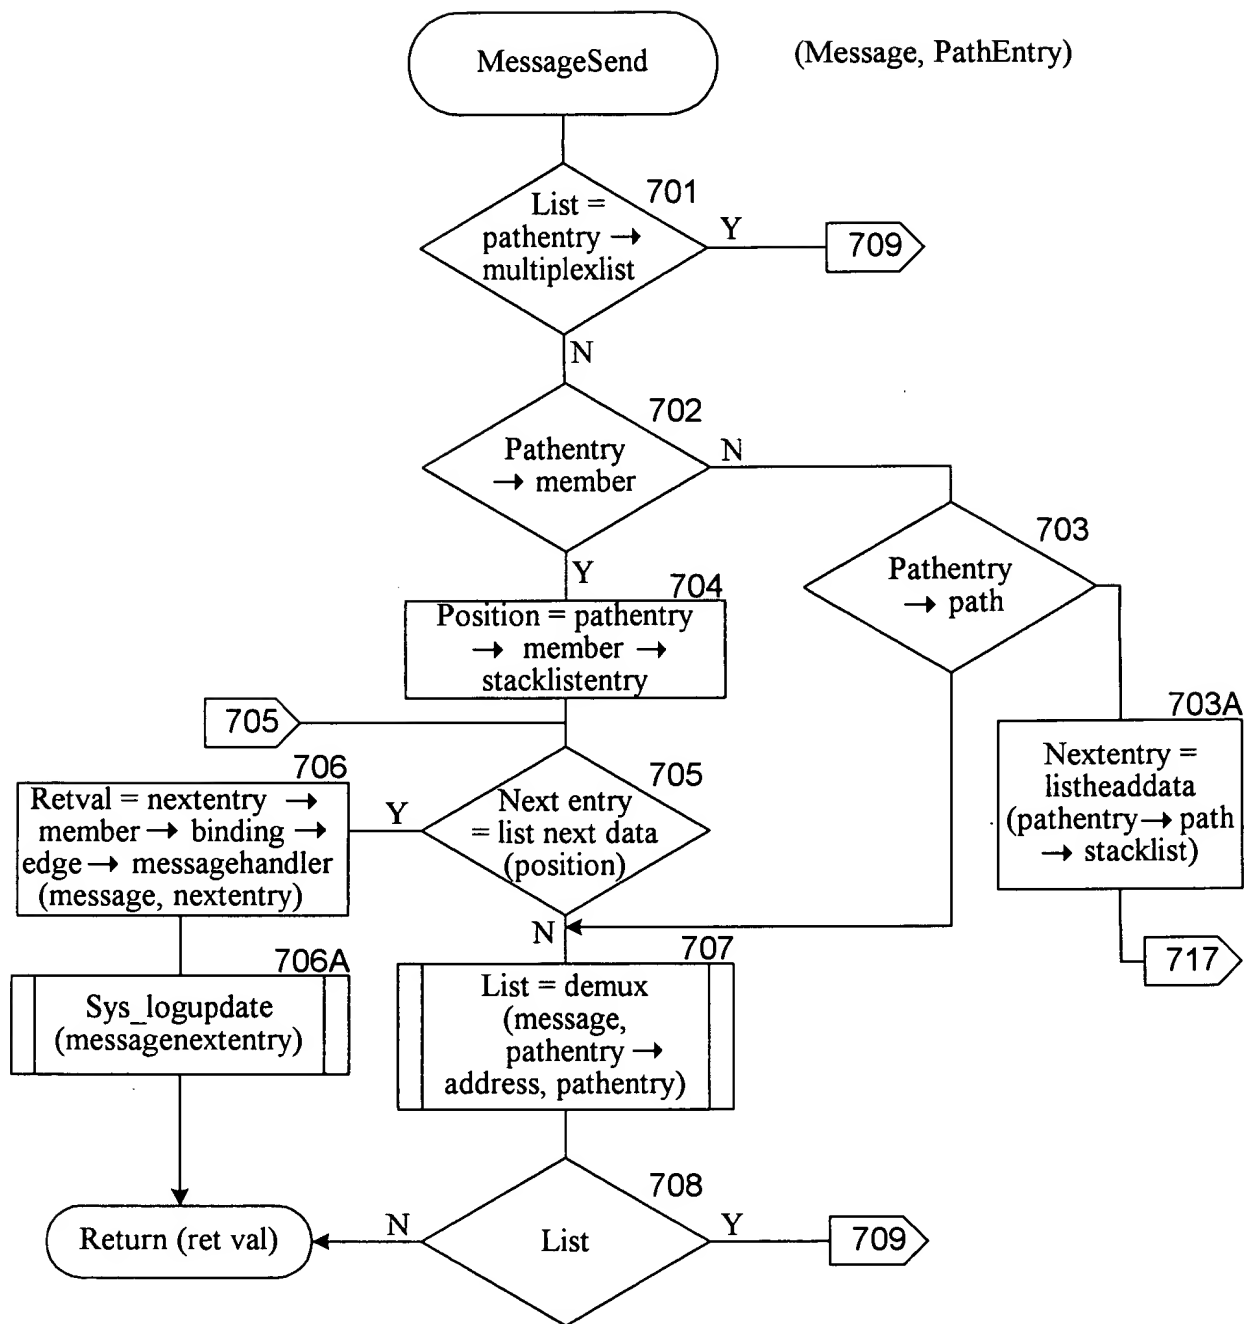 MessageSend
(Message, PathEntry)
701
List =
pathentry →
multiplexlist
Y
709
N
702
Pathentry
→ member
N
703
Pathentry
→ path
Y
704
Position = pathentry
→ member →
stacklistentry
703A
Nextentry =
listheaddata
(pathentry → path
→ stacklist)
705
705
Next entry
= list next data
(position)
Y
706
Retval = nextentry →
member → binding →
edge → messagehandler
(message, nextentry)
N
717
707
List = demux
(message,
pathentry →
address, pathentry)
706A
Sys_logupdate
(messagenextentry)
708
List
N
Y
709
Return (ret val)